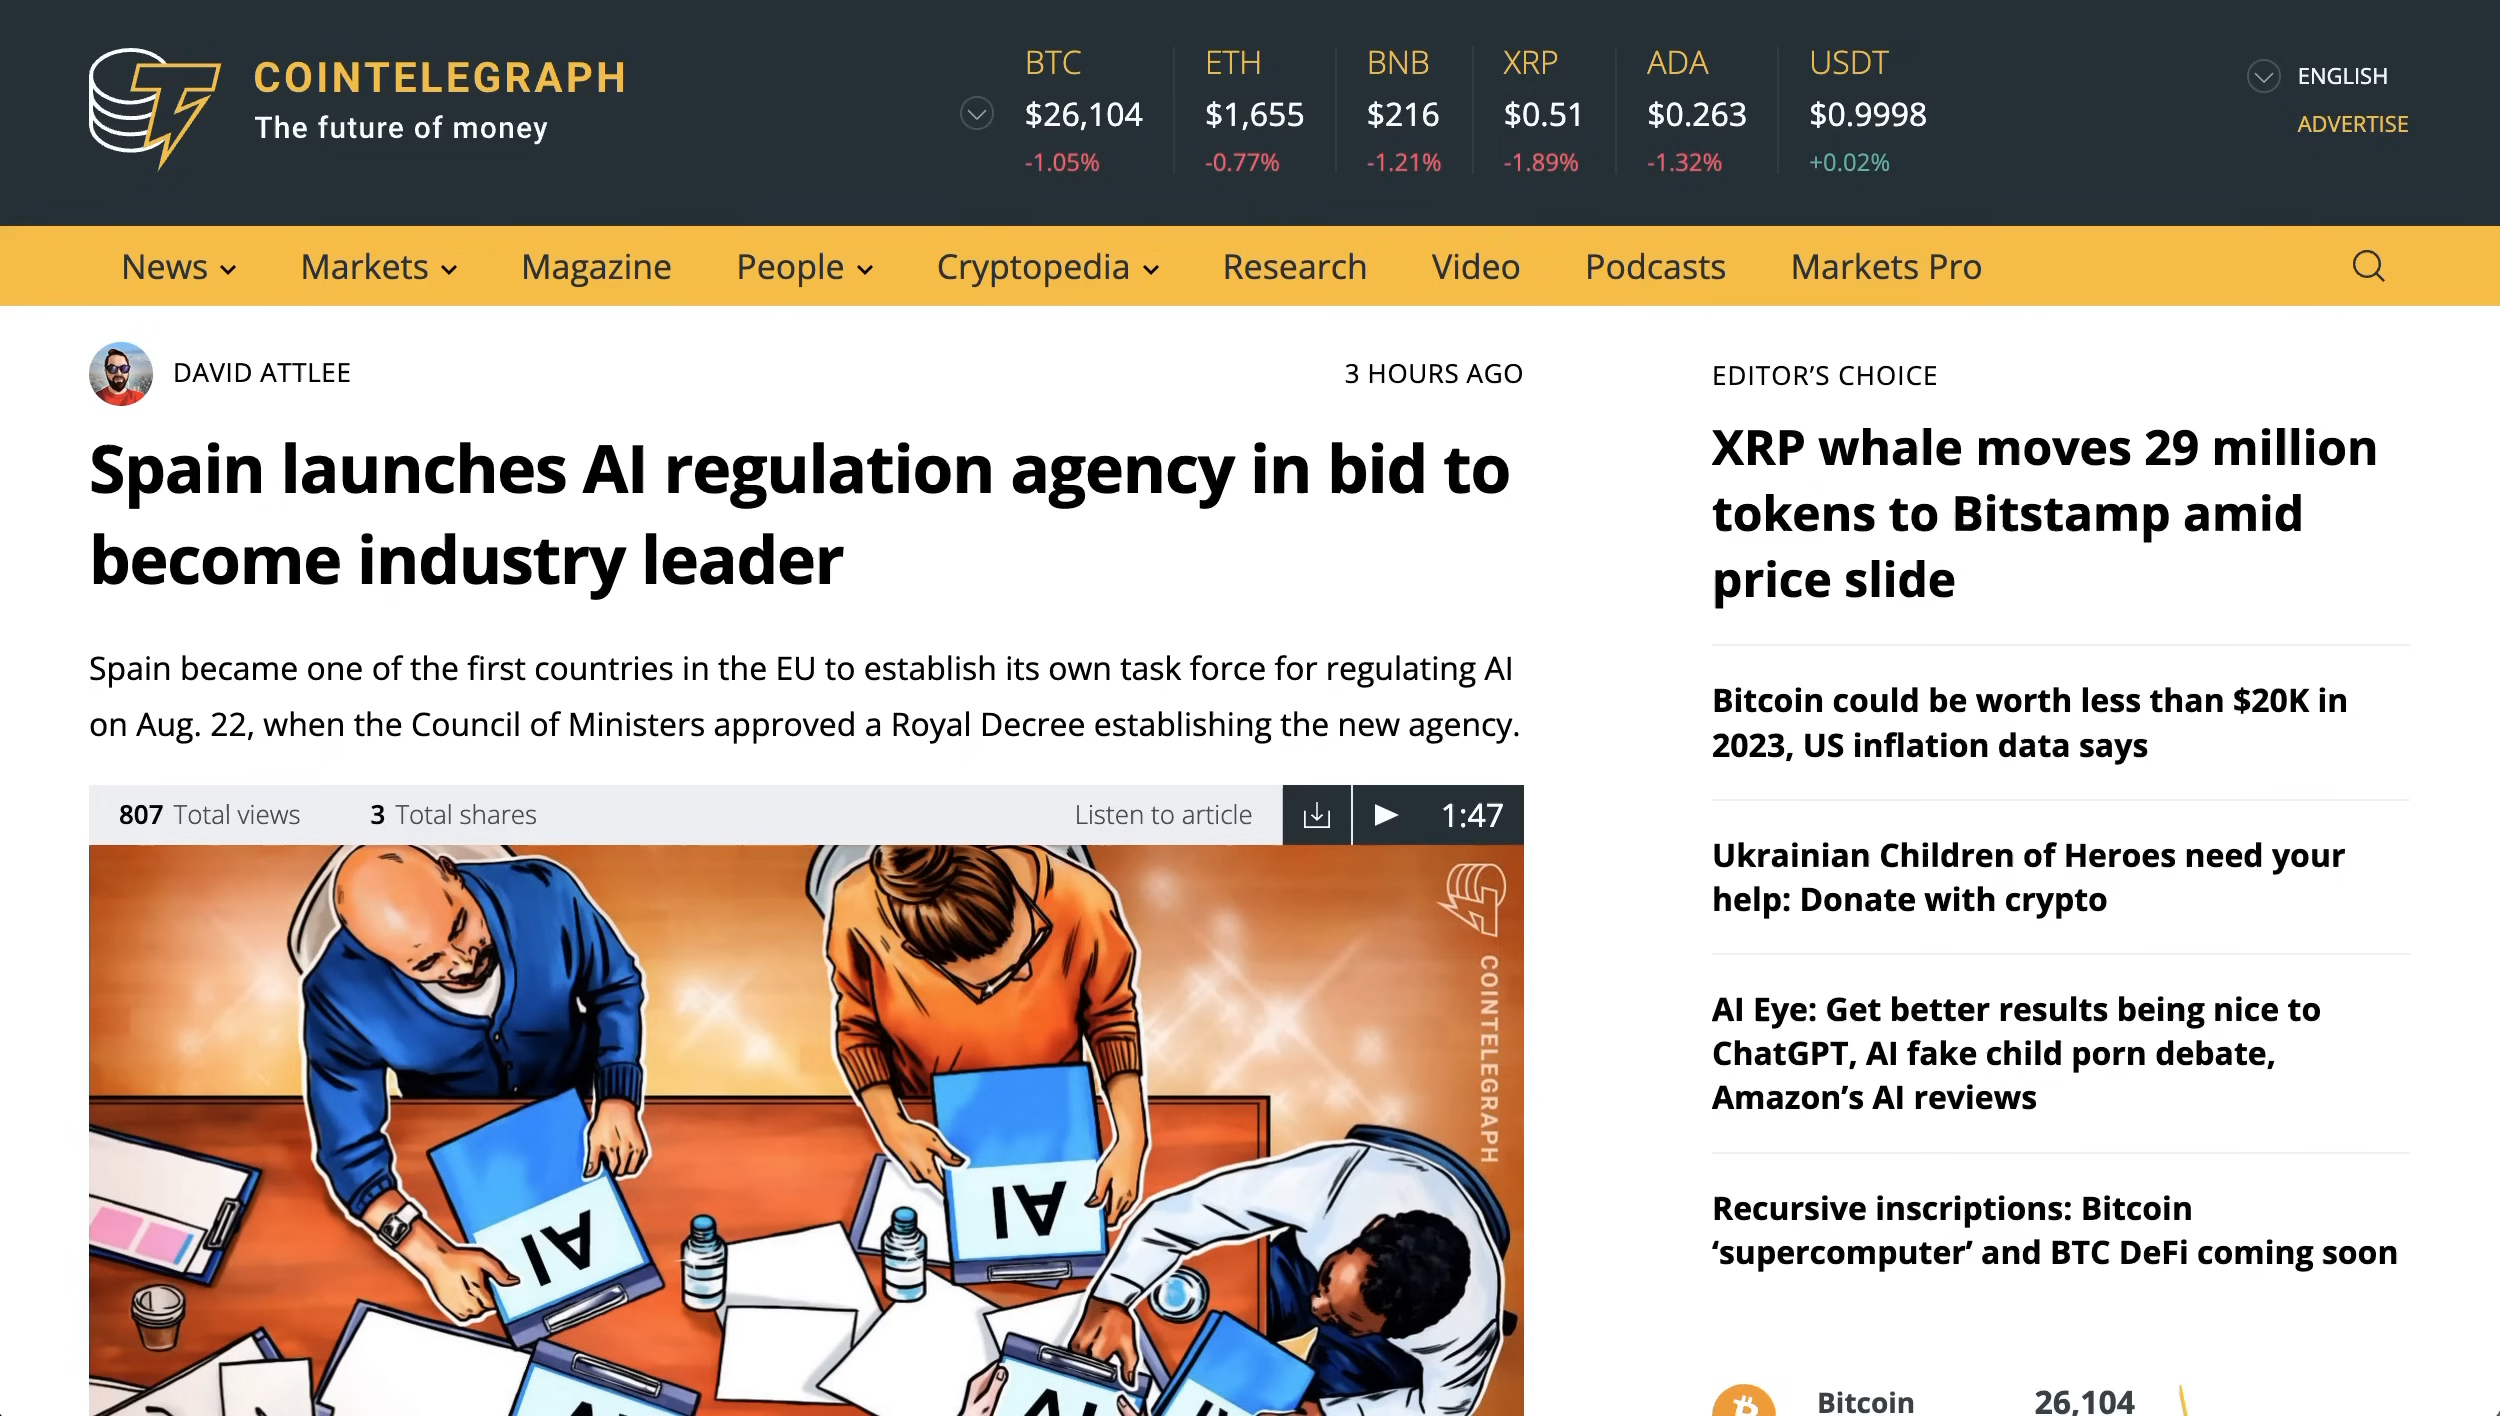 COINTELEGRAPH
The future of money
BTC
$26,104
-1.05%
ETH
$1,655
-0.77%
BNB
$216
-1.21%
XRP
$0.51
-1.89%
ADA
$0.263
-1.32%
USDT
$0.9998
+0.02%
ENGLISH
ADVERTISE
News Markets Magazine People Cryptopedia Research Video Podcasts Markets Pro
DAVID ATTLEE
3 HOURS AGO
Spain launches AI regulation agency in bid to
become industry leader
Spain became one of the first countries in the EU to establish its own task force for regulating AI
on Aug. 22, when the Council of Ministers approved a Royal Decree establishing the new agency.
807 Total views 3 Total shares Listen to article 1:47
COINTELEGRAPH
AI
AI
AI
EDITOR’S CHOICE
XRP whale moves 29 million
tokens to Bitstamp amid
price slide
Bitcoin could be worth less than $20K in
2023, US inflation data says
Ukrainian Children of Heroes need your
help: Donate with crypto
AI Eye: Get better results being nice to
ChatGPT, AI fake child porn debate,
Amazon’s AI reviews
Recursive inscriptions: Bitcoin
‘supercomputer’ and BTC DeFi coming soon
Bitcoin 26,104